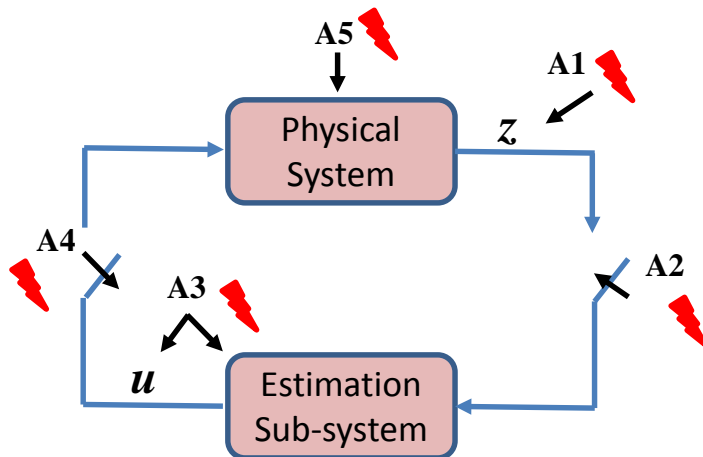 A5
A1
Physical
System
z
A4
A2
A3
u
Estimation
Sub-system